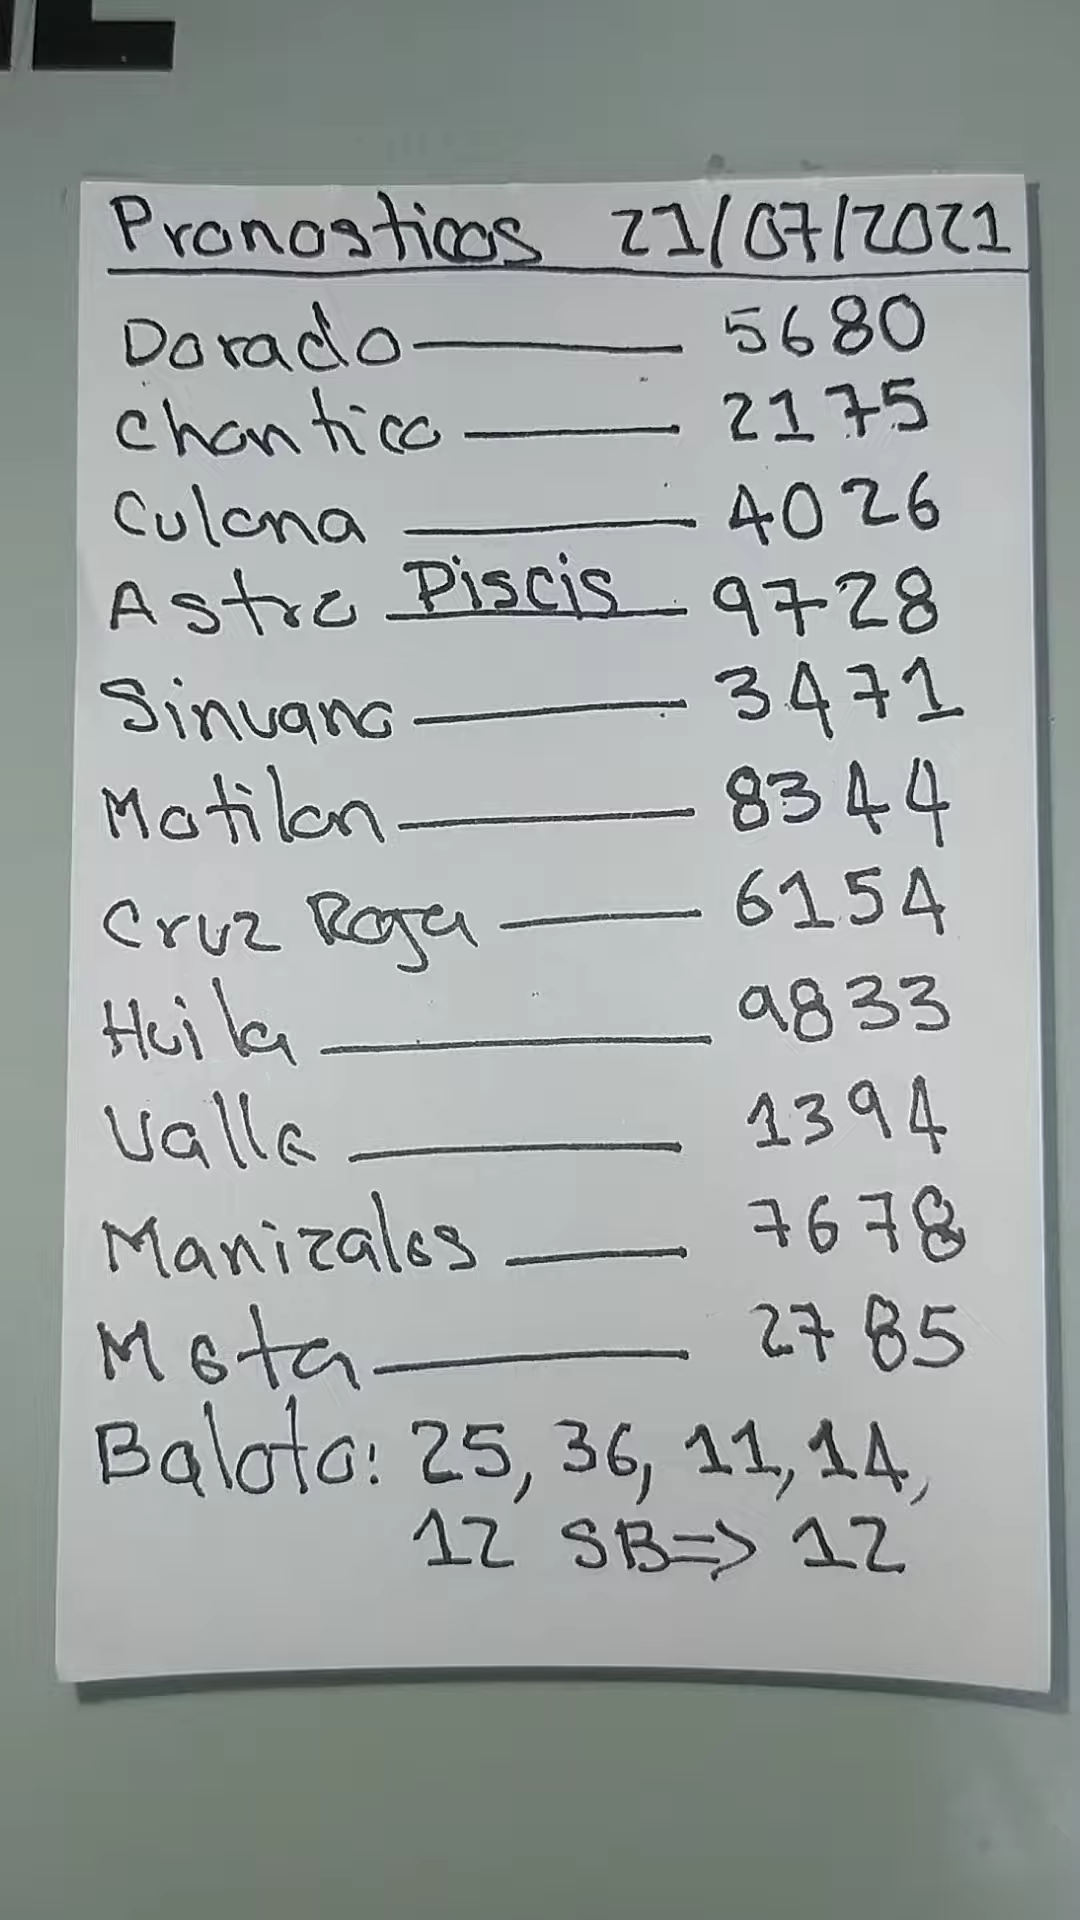 Pronosticos 21/07/2021
Dorado 5680
Chontico 2175
Culona 4026
Astro Piscis 9728
Sinuano 3471
Motilon 8344
Cruz Roja 6154
Huila 9833
Valle 1394
Manizales 7678
Meta 2785
Baloto: 25, 36, 11, 14,
12 SB=> 12